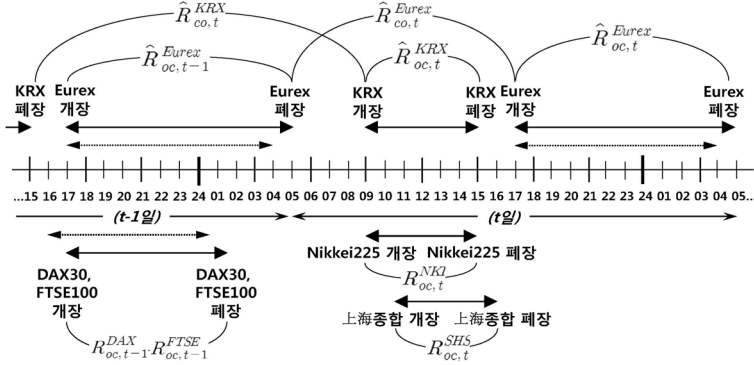 R̂^{KRX}_{co,t}
R̂^{Eurex}_{co,t}
R̂^{Eurex}_{oc,t-1}
R̂^{KRX}_{oc,t}
R̂^{Eurex}_{oc,t}
KRX 폐장
Eurex 개장
Eurex 폐장
KRX 개장
KRX 폐장
Eurex 개장
Eurex 폐장
...15 16 17 18 19 20 21 22 23 24 01 02 03 04 05 06 07 08 09 10 11 12 13 14 15 16 17 18 19 20 21 22 23 24 01 02 03 04 05...
(t-1일)
(t일)
DAX30,
FTSE100
개장
DAX30,
FTSE100
폐장
R^{DAX}_{oc,t-1}, R^{FTSE}_{oc,t-1}
Nikkei225 개장
Nikkei225 폐장
R^{NKI}_{oc,t}
上海종합 개장
上海종합 폐장
R^{SHS}_{oc,t}